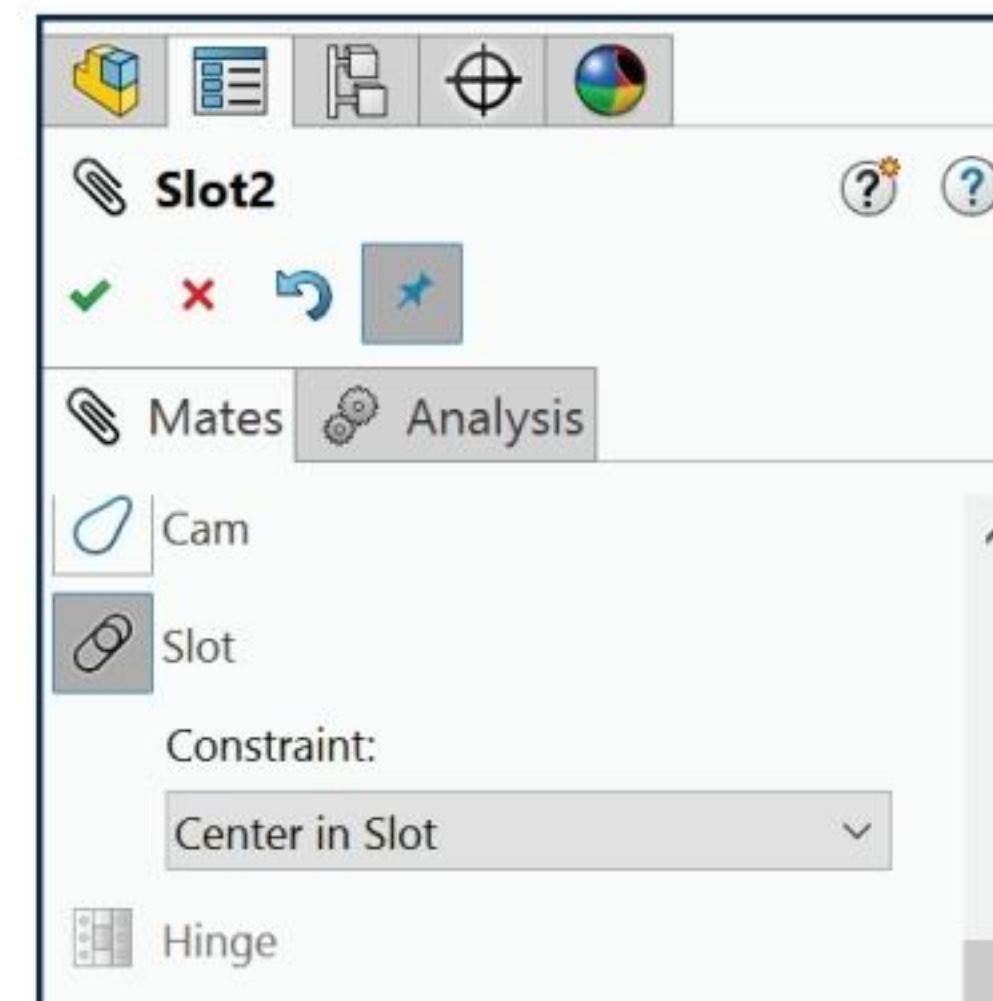 Slot2
Mates Analysis
Cam
Slot
Constraint:
Center in Slot
Hinge